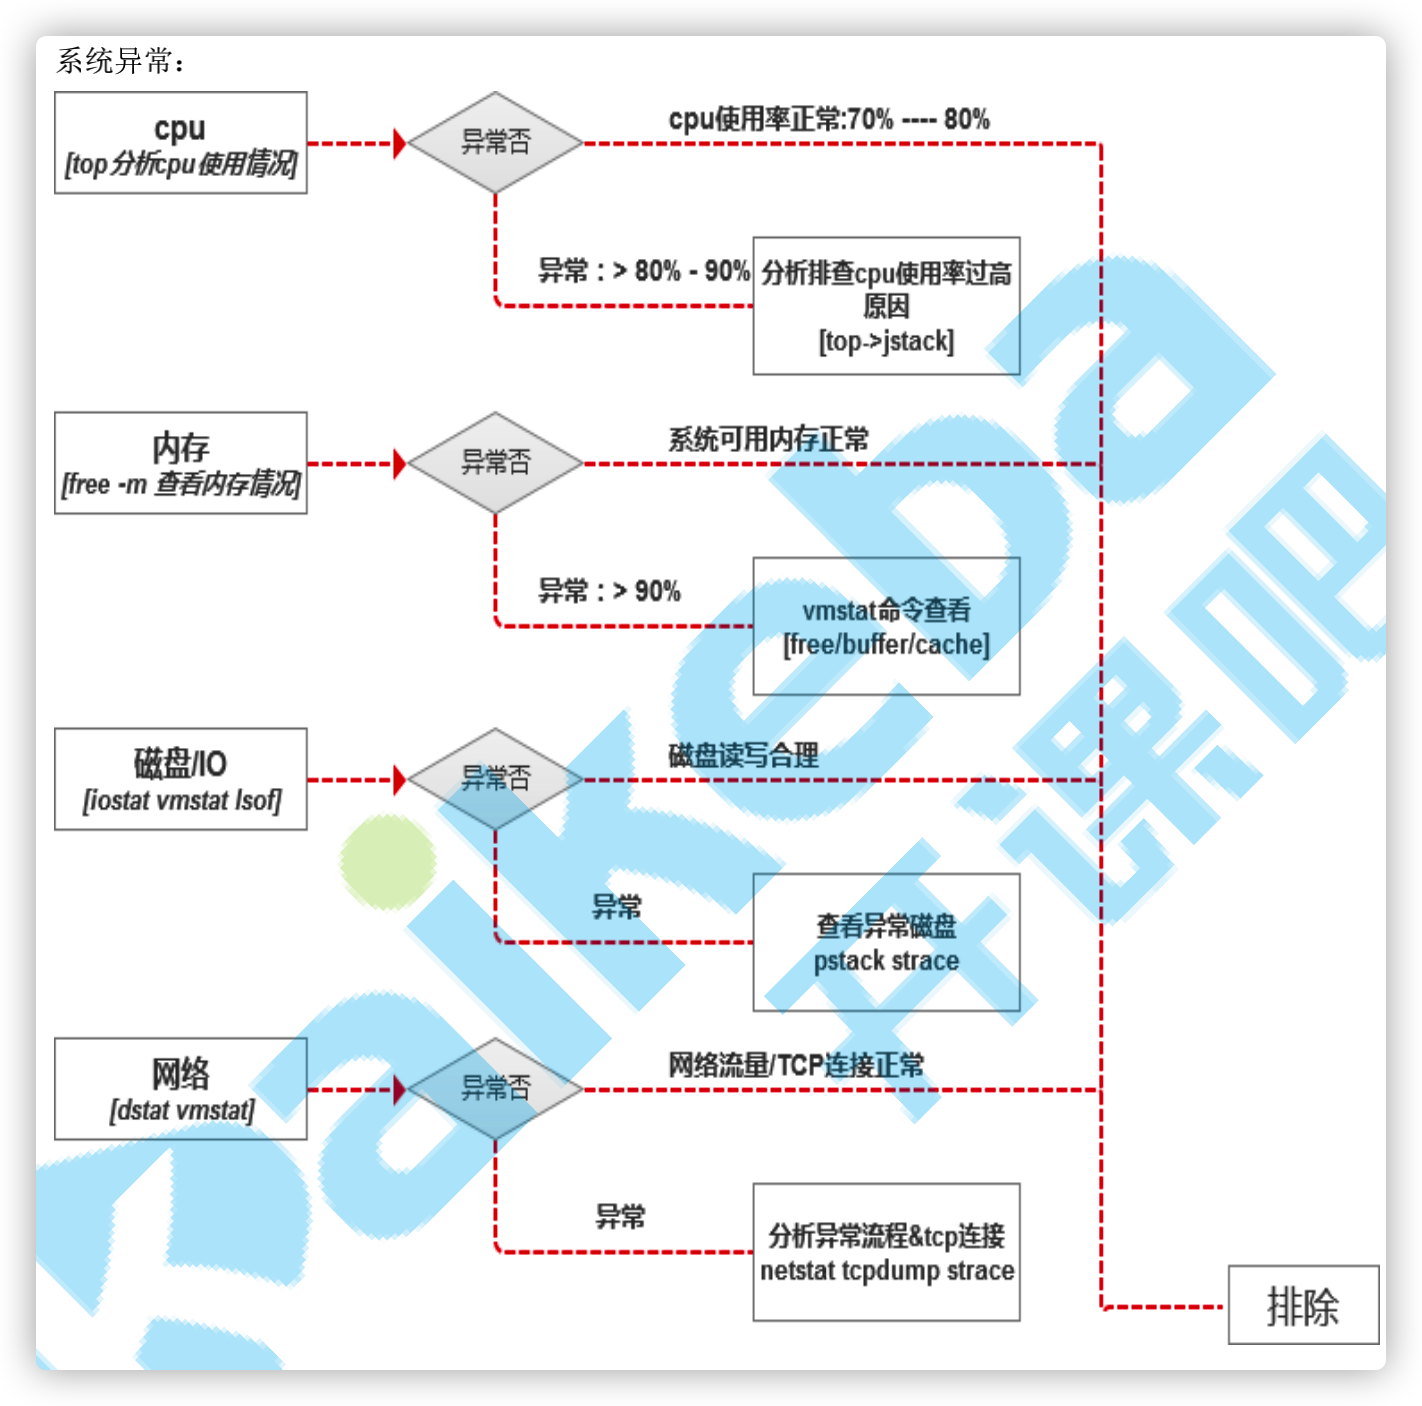 系统异常：
cpu
[top分析cpu使用情况]
异常否
cpu使用率正常:70% ---- 80%
异常：> 80% - 90%
分析排查cpu使用率过高
原因
[top->jstack]
内存
[free -m 查看内存情况]
异常否
系统可用内存正常
异常：> 90%
vmstat命令查看
[free/buffer/cache]
磁盘/IO
[iostat vmstat lsof]
异常否
磁盘读写合理
异常
查看异常磁盘
pstack strace
网络
[dstat vmstat]
异常否
网络流量/TCP连接正常
异常
分析异常流程&tcp连接
netstat tcpdump strace
排除
kaikeba
开课吧